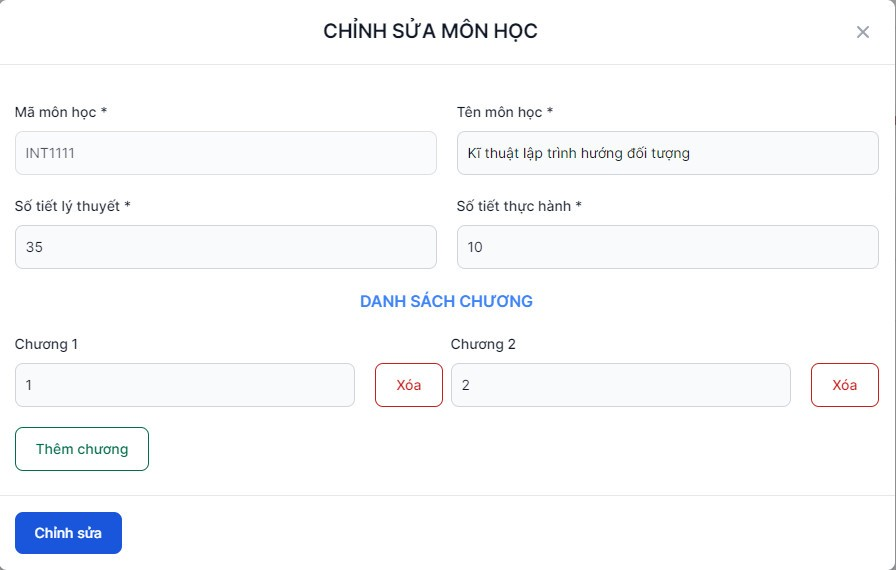 CHỈNH SỬA MÔN HỌC
Mã môn học * Tên môn học *
INT1111 Kĩ thuật lập trình hướng đối tượng
Số tiết lý thuyết * Số tiết thực hành *
35 10
DANH SÁCH CHƯƠNG
Chương 1 Chương 2
1 Xóa 2 Xóa
Thêm chương
Chỉnh sửa